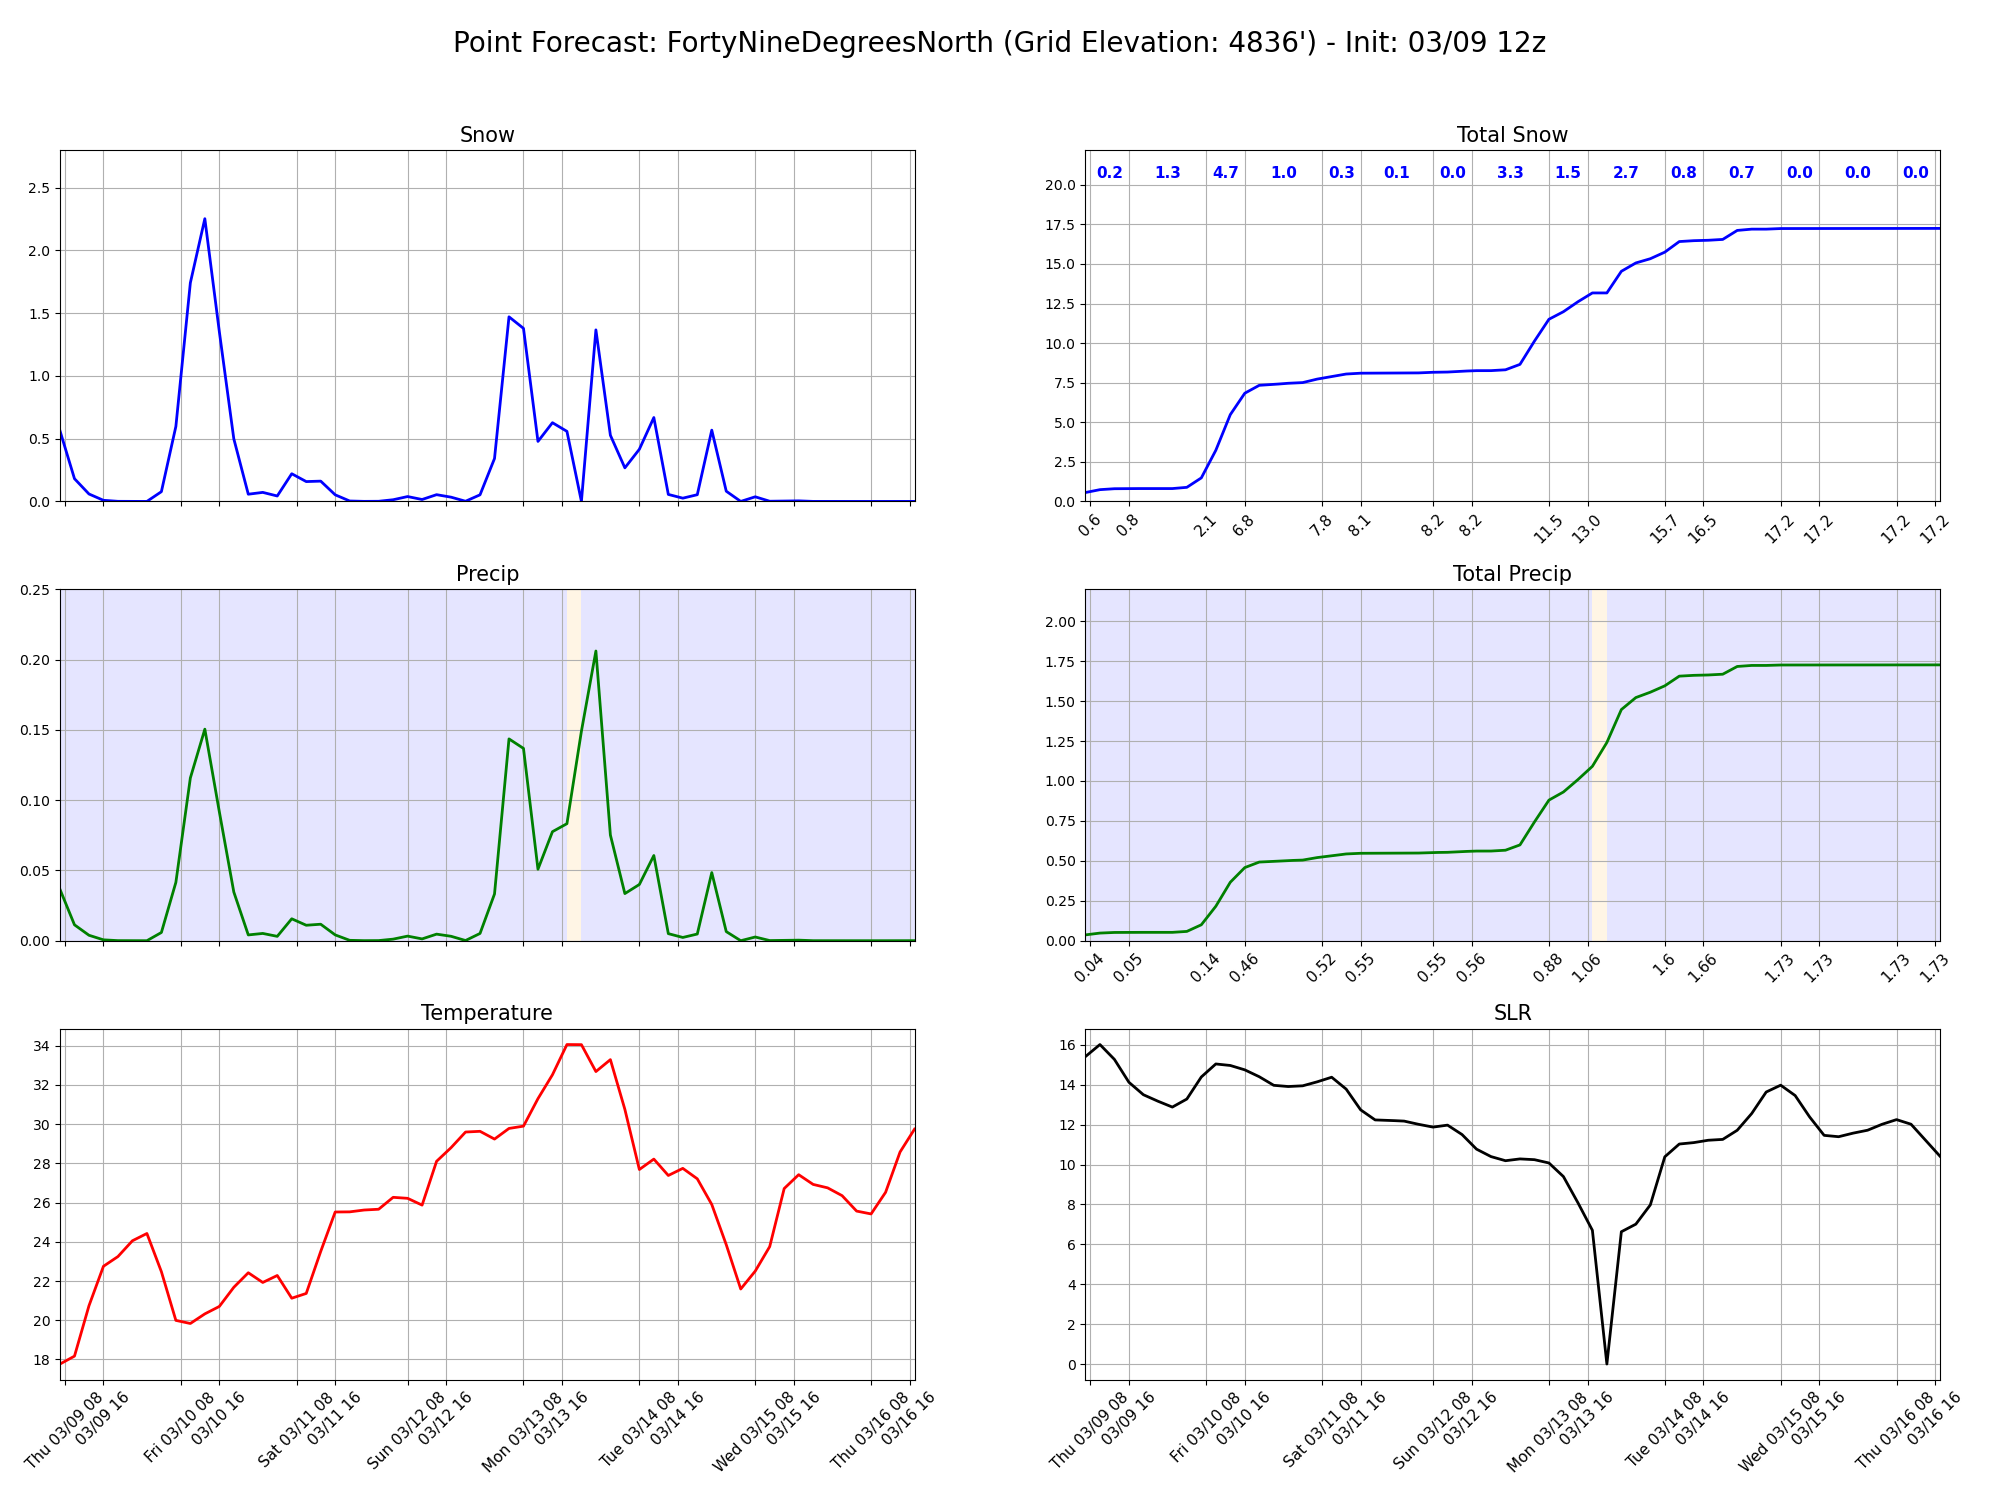 Point Forecast: FortyNineDegreesNorth (Grid Elevation: 4836') - Init: 03/09 12z
Snow
2.5
2.0
1.5
1.0
0.5
0.0
Total Snow
0.2 1.3 4.7 1.0 0.3 0.1 0.0 3.3 1.5 2.7 0.8 0.7 0.0 0.0 0.0
20.0
17.5
15.0
12.5
10.0
7.5
5.0
2.5
0.0
0.6 0.8 2.1 6.8 7.8 8.1 8.2 8.2 11.5 13.0 15.7 16.5 17.2 17.2 17.2 17.2
Precip
0.25
0.20
0.15
0.10
0.05
0.00
Total Precip
2.00
1.75
1.50
1.25
1.00
0.75
0.50
0.25
0.00
0.04 0.05 0.14 0.46 0.52 0.55 0.55 0.56 0.88 1.06 1.6 1.66 1.73 1.73 1.73 1.73
Temperature
34
32
30
28
26
24
22
20
18
Thu 03/09 08
03/09 16
Fri 03/10 08
03/10 16
Sat 03/11 08
03/11 16
Sun 03/12 08
03/12 16
Mon 03/13 08
03/13 16
Tue 03/14 08
03/14 16
Wed 03/15 08
03/15 16
Thu 03/16 08
03/16 16
SLR
16
14
12
10
8
6
4
2
0
Thu 03/09 08
03/09 16
Fri 03/10 08
03/10 16
Sat 03/11 08
03/11 16
Sun 03/12 08
03/12 16
Mon 03/13 08
03/13 16
Tue 03/14 08
03/14 16
Wed 03/15 08
03/15 16
Thu 03/16 08
03/16 16